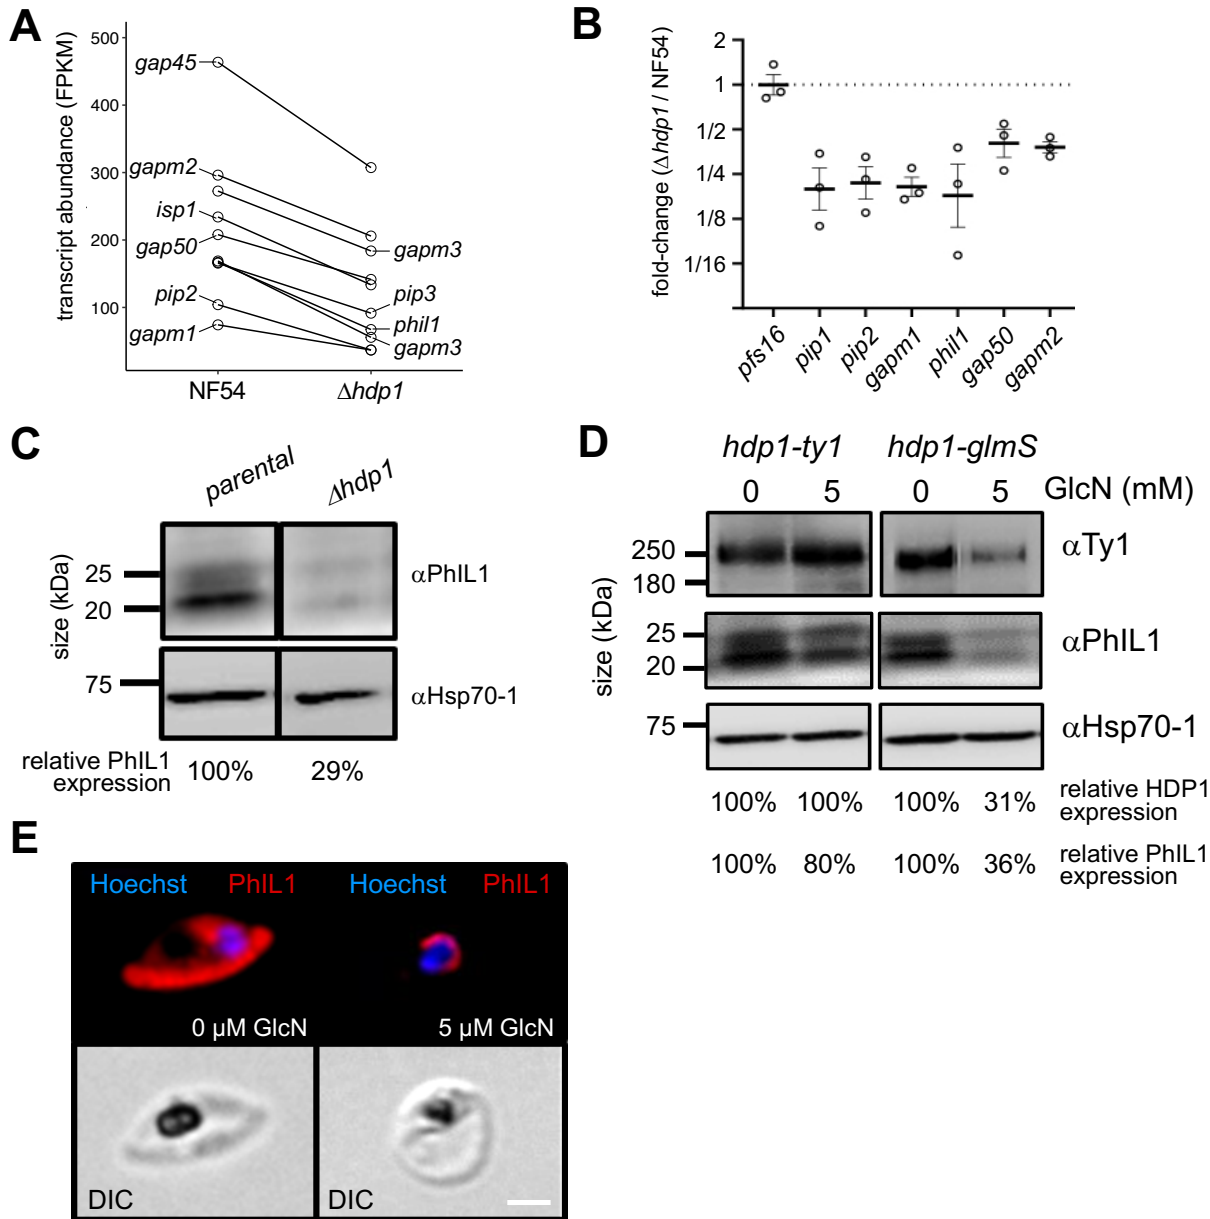 A
transcript abundance (FPKM)
500
400
300
200
100
gap45
gapm2
isp1
gap50
pip2
gapm1
gapm3
pip3
phil1
gapm3
NF54
Δhdp1
B
fold-change (Δhdp1 / NF54)
2
1
1/2
1/4
1/8
1/16
pfs16
pip1
pip2
gapm1
phil1
gap50
gapm2
C
parental
Δhdp1
size (kDa)
25
20
αPhIL1
75
αHsp70-1
relative PhIL1
expression
100%
29%
D
hdp1-ty1
hdp1-glmS
0
5
0
5
GlcN (mM)
size (kDa)
250
180
αTy1
25
20
αPhIL1
75
αHsp70-1
100%
100%
100%
31%
relative HDP1
expression
100%
80%
100%
36%
relative PhIL1
expression
E
Hoechst
PhIL1
Hoechst
PhIL1
0 µM GlcN
5 µM GlcN
DIC
DIC